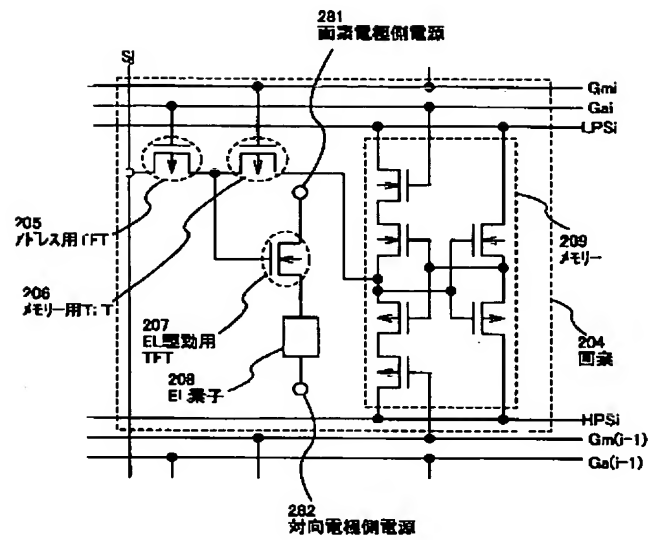 281
画素電極側電源
Sj
Gmi
Gai
LPSi
205
アドレス用TFT
206
メモリー用TFT
207
EL駆動用
TFT
208
EL素子
209
メモリー
204
画素
HPSi
Gm(i-1)
Ga(i-1)
282
対向電極側電源